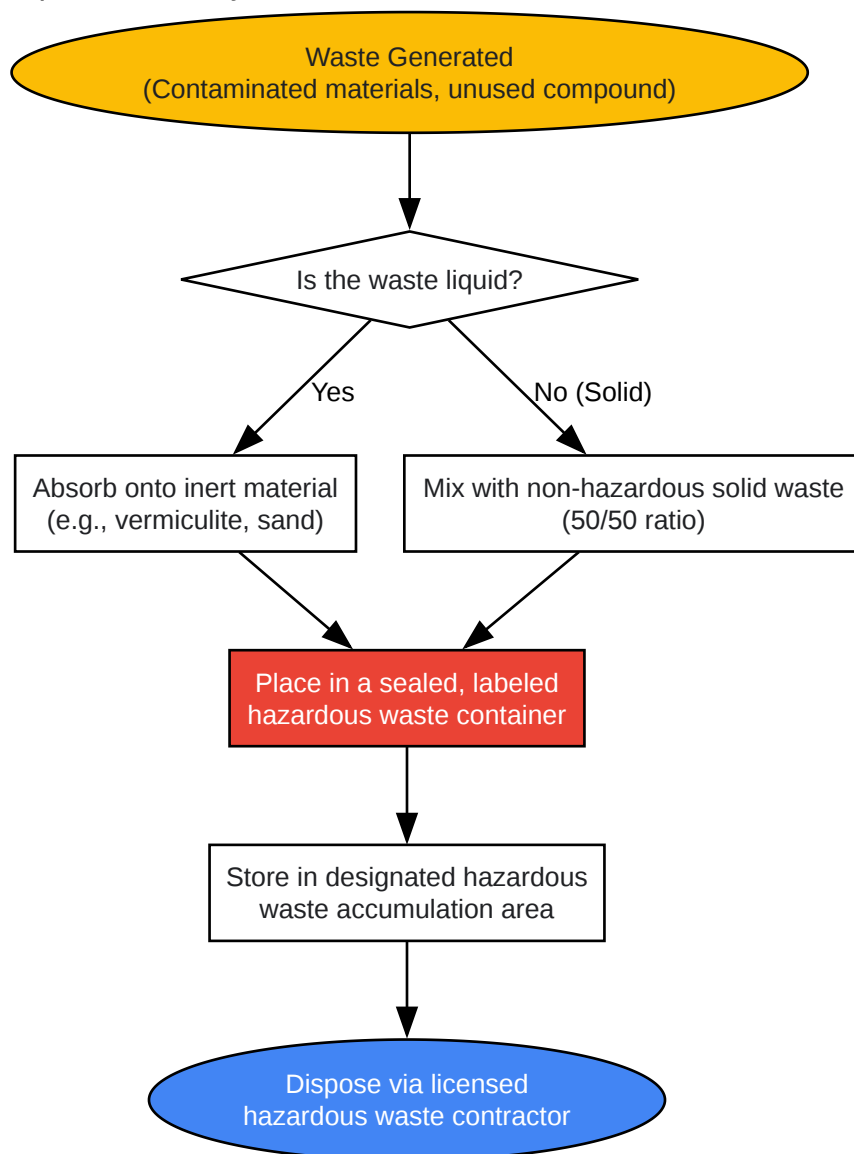 Waste Generated
(Contaminated materials, unused compound)
Is the waste liquid?
Yes
No (Solid)
Absorb onto inert material
(e.g., vermiculite, sand)
Mix with non-hazardous solid waste
(50/50 ratio)
Place in a sealed, labeled
hazardous waste container
Store in designated hazardous
waste accumulation area
Dispose via licensed
hazardous waste contractor